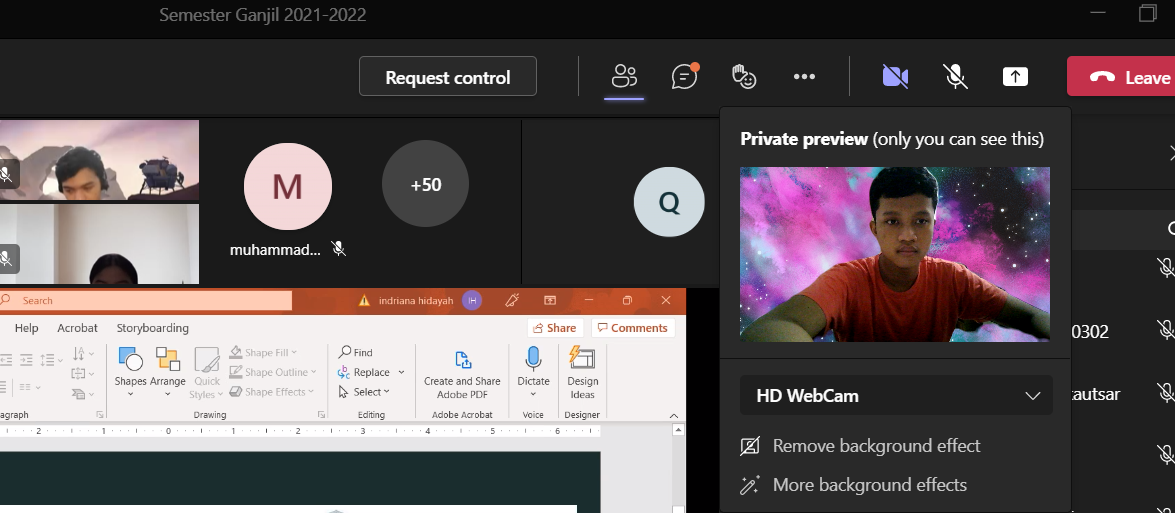 Semester Ganjil 2021-2022
Request control
Leave
Private preview (only you can see this)
M
+50
Q
muhammad...
Search
indriana hidayah
IH
Help Acrobat Storyboarding
Share
Comments
Shapes
Arrange
Quick
Styles
Shape Fill
Shape Outline
Shape Effects
Find
Replace
Select
Create and Share
Adobe PDF
Dictate
Design
Ideas
agraph
Drawing
Editing
Adobe Acrobat
Voice
Designer
2 1 0 1 2 3 4 5 6
HD WebCam
Remove background effect
More background effects
0302
autsar